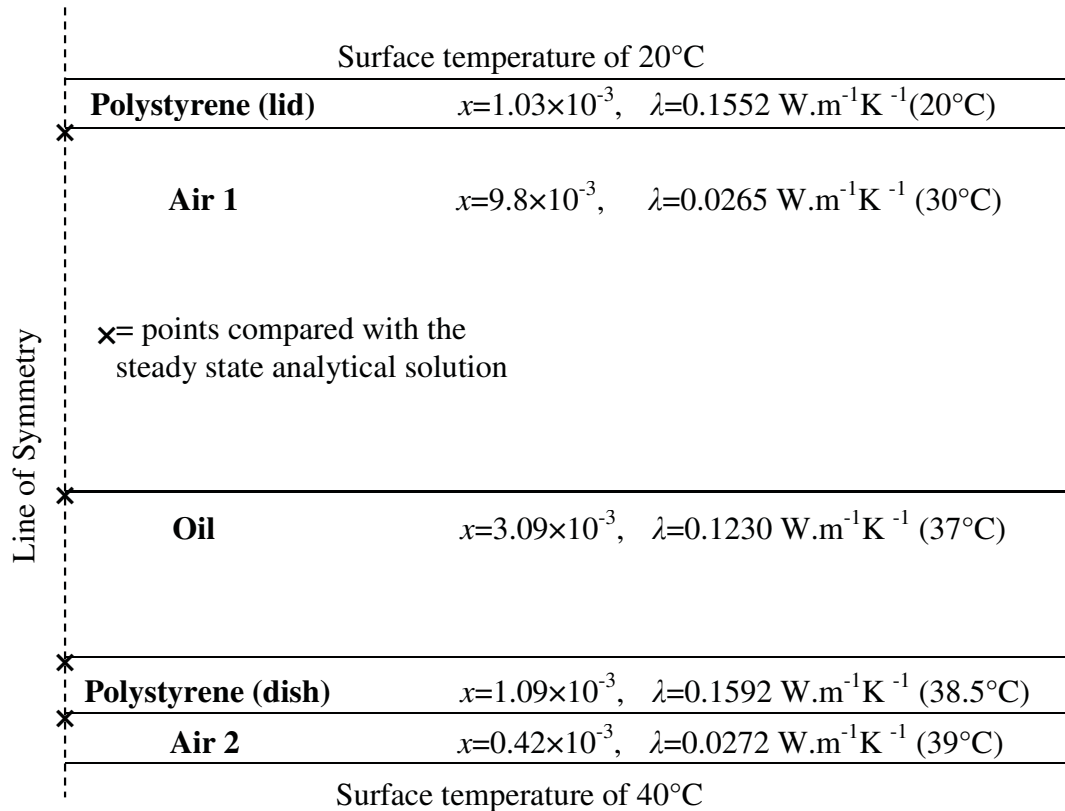 Surface temperature of 20°C
Polystyrene (lid) x=1.03×10⁻³, λ=0.1552 W.m⁻¹K ⁻¹(20°C)
Air 1 x=9.8×10⁻³, λ=0.0265 W.m⁻¹K ⁻¹ (30°C)
×= points compared with the
steady state analytical solution
Line of Symmetry
Oil x=3.09×10⁻³, λ=0.1230 W.m⁻¹K ⁻¹ (37°C)
Polystyrene (dish) x=1.09×10⁻³, λ=0.1592 W.m⁻¹K ⁻¹ (38.5°C)
Air 2 x=0.42×10⁻³, λ=0.0272 W.m⁻¹K ⁻¹ (39°C)
Surface temperature of 40°C